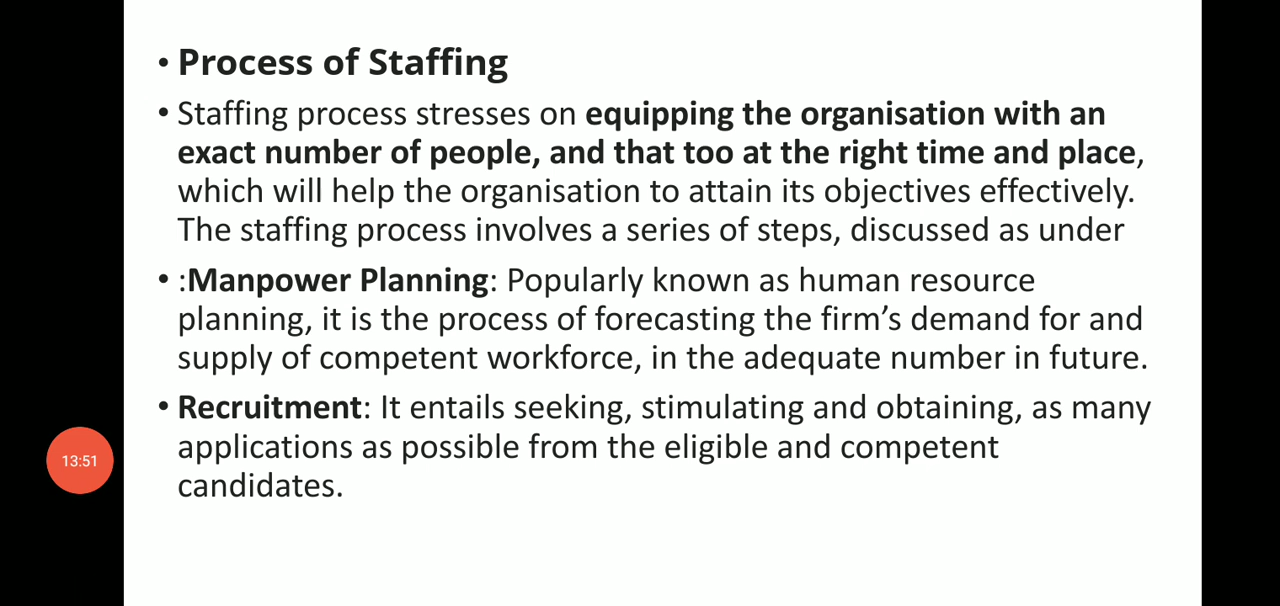 • Process of Staffing
• Staffing process stresses on equipping the organisation with an
exact number of people, and that too at the right time and place,
which will help the organisation to attain its objectives effectively.
The staffing process involves a series of steps, discussed as under
• :Manpower Planning: Popularly known as human resource
planning, it is the process of forecasting the firm’s demand for and
supply of competent workforce, in the adequate number in future.
• Recruitment: It entails seeking, stimulating and obtaining, as many
applications as possible from the eligible and competent
candidates.
13:51